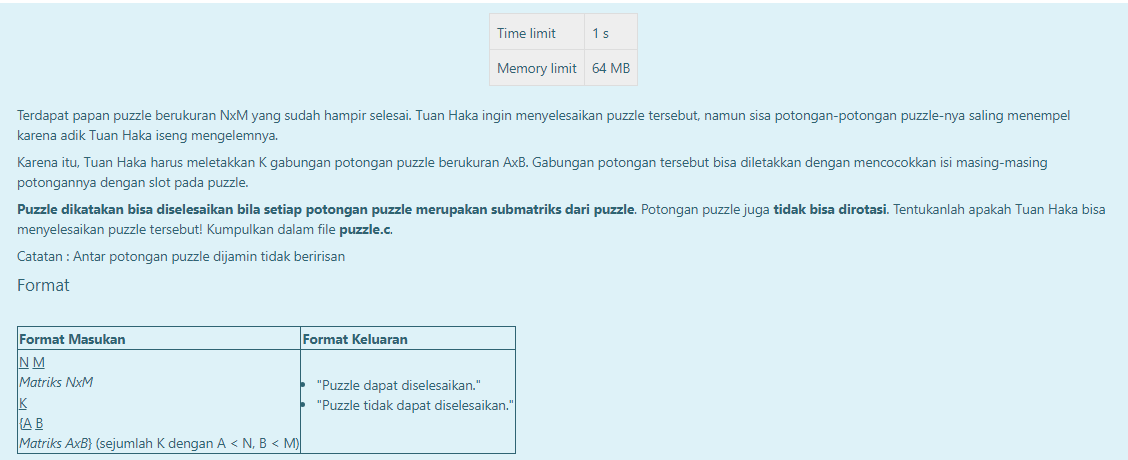 Time limit 1 s
Memory limit 64 MB
Terdapat papan puzzle berukuran NxM yang sudah hampir selesai. Tuan Haka ingin menyelesaikan puzzle tersebut, namun sisa potongan-potongan puzzle-nya saling menempel
karena adik Tuan Haka iseng mengelemnya.
Karena itu, Tuan Haka harus meletakkan K gabungan potongan puzzle berukuran AxB. Gabungan potongan tersebut bisa diletakkan dengan mencocokkan isi masing-masing
potongannya dengan slot pada puzzle.
Puzzle dikatakan bisa diselesaikan bila setiap potongan puzzle merupakan submatriks dari puzzle. Potongan puzzle juga tidak bisa dirotasi. Tentukanlah apakah Tuan Haka bisa
menyelesaikan puzzle tersebut! Kumpulkan dalam file puzzle.c.
Catatan : Antar potongan puzzle dijamin tidak beririsan
Format
Format Masukan Format Keluaran
N M
Matriks NxM
K
{A B
Matriks AxB} (sejumlah K dengan A < N, B < M)
• "Puzzle dapat diselesaikan."
• "Puzzle tidak dapat diselesaikan."